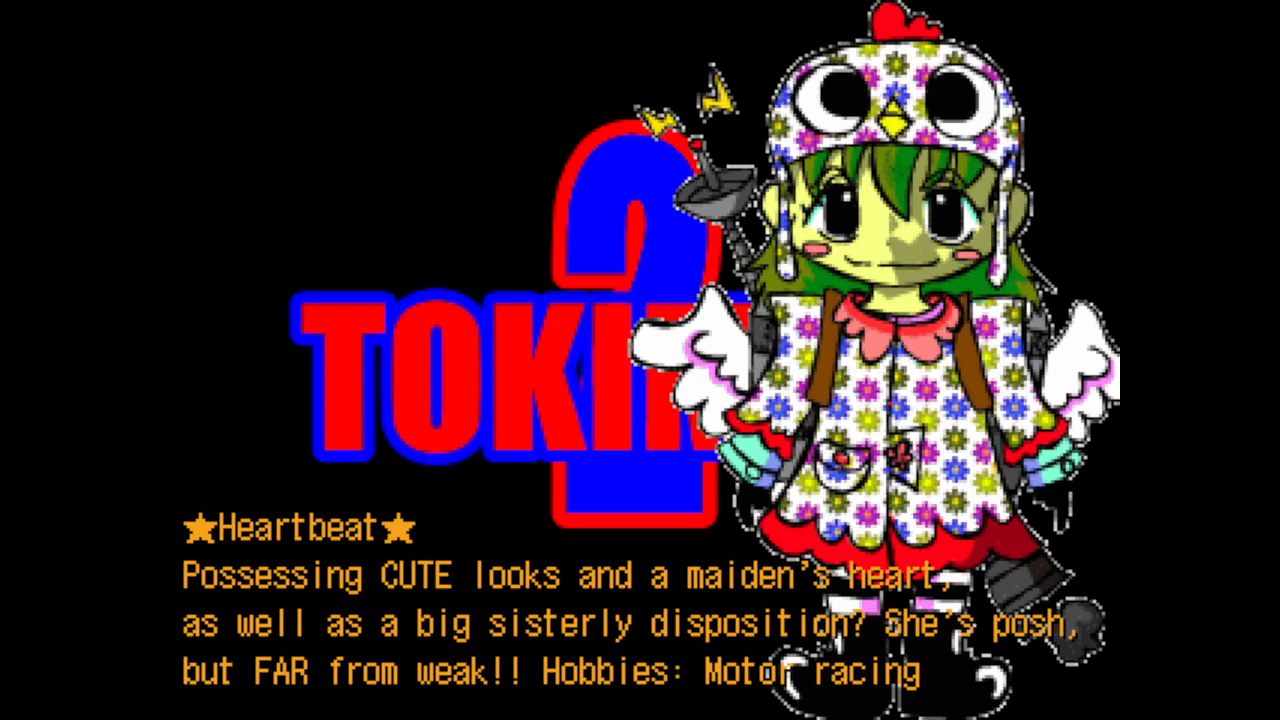 2
TOKI
★Heartbeat★
Possessing CUTE looks and a maiden's heart,
as well as a big sisterly disposition? She's posh,
but FAR from weak!! Hobbies: Motor racing